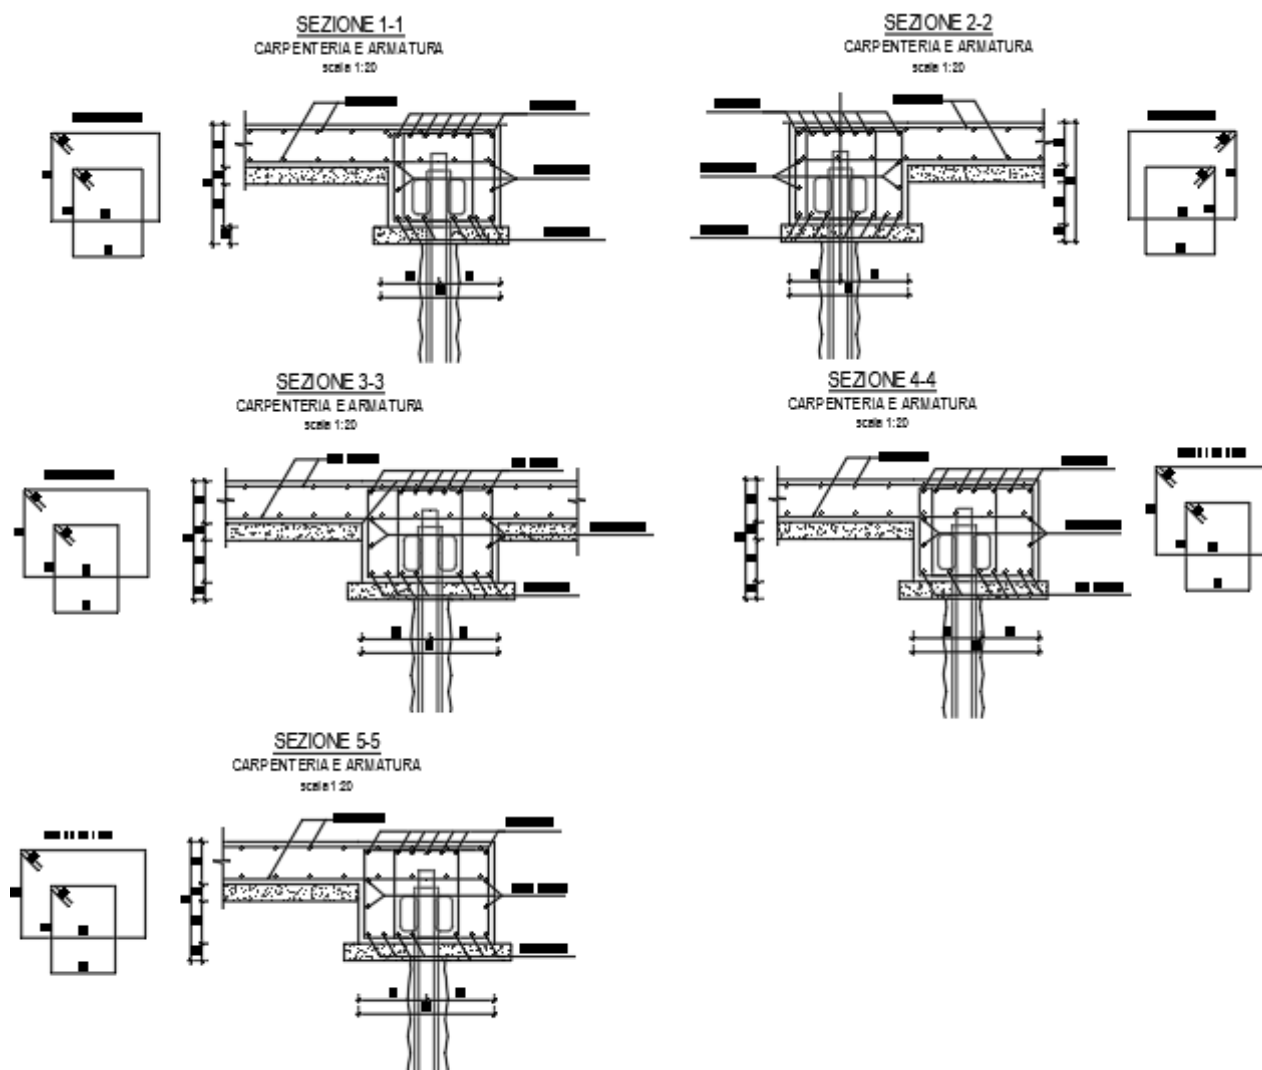 SEZIONE 1-1
CARPENTERIA E ARMATURA
scala 1:20
SEZIONE 2-2
CARPENTERIA E ARMATURA
scala 1:20
SEZIONE 3-3
CARPENTERIA E ARMATURA
scala 1:20
SEZIONE 4-4
CARPENTERIA E ARMATURA
scala 1:20
SEZIONE 5-5
CARPENTERIA E ARMATURA
scala 1:20